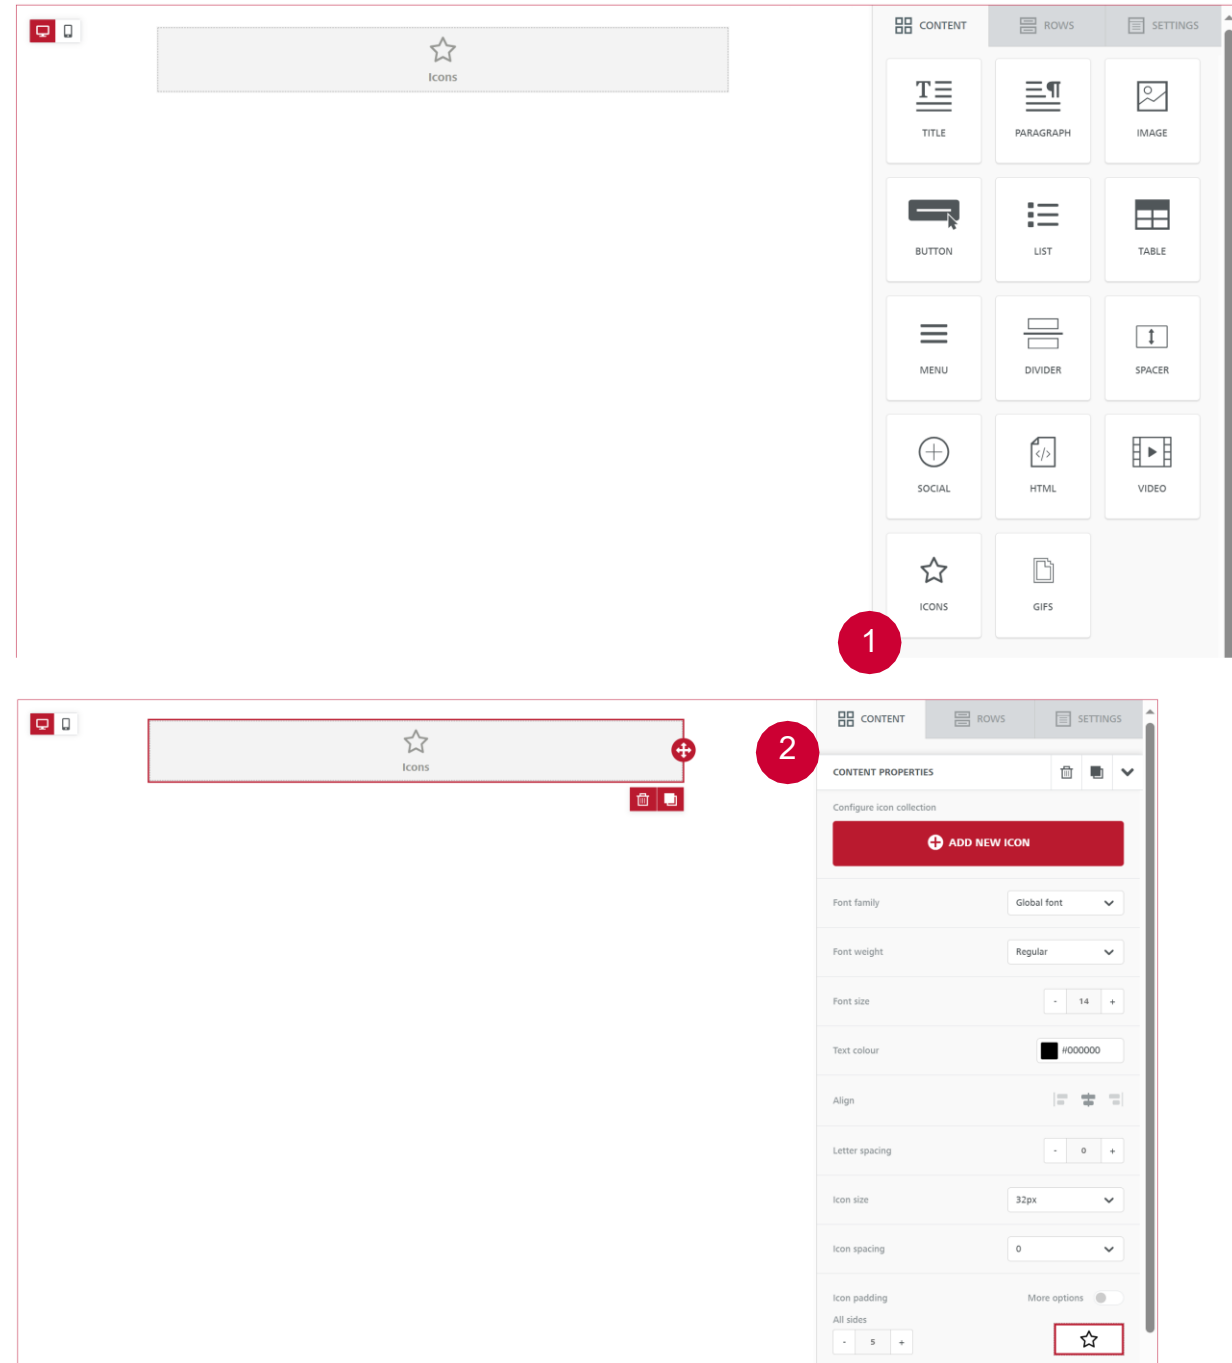 CONTENT
ROWS
SETTINGS
Icons
TITLE
PARAGRAPH
IMAGE
BUTTON
LIST
TABLE
MENU
DIVIDER
SPACER
SOCIAL
HTML
VIDEO
ICONS
GIFS
1
CONTENT
ROWS
SETTINGS
Icons
2
CONTENT PROPERTIES
Configure icon collection
ADD NEW ICON
Font family
Global font
Font weight
Regular
Font size
- 14 +
Text colour
#000000
Align
Letter spacing
- 0 +
Icon size
32px
Icon spacing
0
Icon padding
More options
All sides
- 5 +